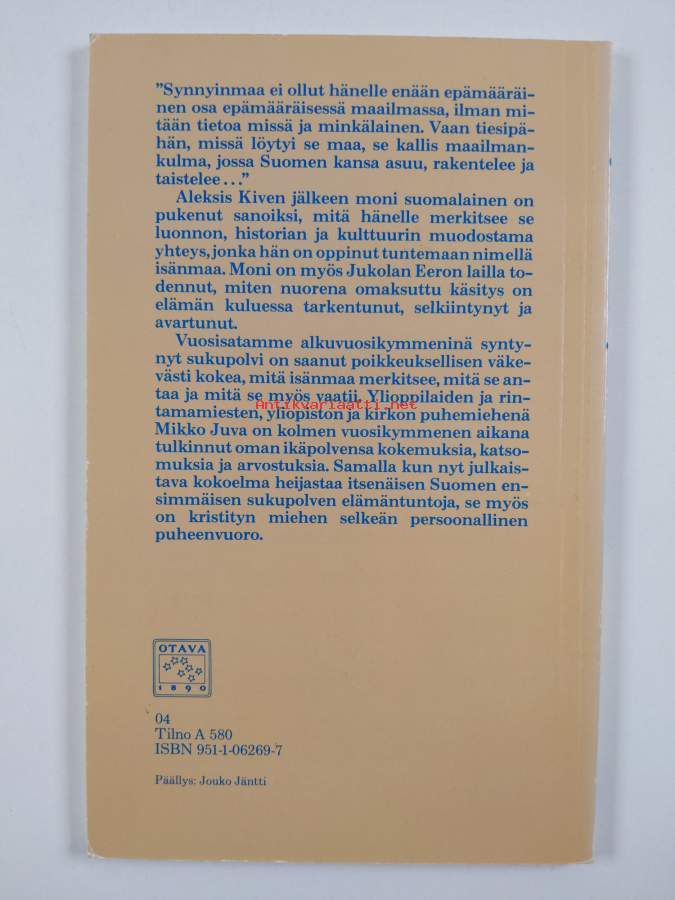 ”Synnyinmaa ei ollut hänelle enään epämääräi-
nen osa epämääräisessä maailmassa, ilman mi-
tään tietoa missä ja minkälainen. Vaan tiesipä-
hän, missä löytyi se maa, se kallis maailman-
kulma, jossa Suomen kansa asuu, rakentelee ja
taistelee...”
Aleksis Kiven jälkeen moni suomalainen on
pukenut sanoiksi, mitä hänelle merkitsee se
luonnon, historian ja kulttuurin muodostama
yhteys, jonka hän on oppinut tuntemaan nimellä
isänmaa. Moni on myös Jukolan Eeron lailla to-
dennut, miten nuorena omaksuttu käsitys on
elämän kuluessa tarkentunut, selkiintynyt ja
avartunut.
Vuosisatamme alkuvuosikymmeninä synty-
nyt sukupolvi on saanut poikkeuksellisen väke-
västi kokea, mitä isänmaa merkitsee, mitä se an-
taa ja mitä se myös vaatii. Ylioppilaiden ja rin-
Antikvariaatti.net
tamamiesten, yliopiston ja kirkon puhemiehenä
Mikko Juva on kolmen vuosikymmenen aikana
tulkinnut oman ikäpolvensa kokemuksia, katso-
muksia ja arvostuksia. Samalla kun nyt julkais-
tava kokoelma heijastaa itsenäisen Suomen en-
simmäisen sukupolven elämäntuntoja, se myös
on kristityn miehen selkeän persoonallinen
puheenvuoro.
OTAVA
1890
04
Tilno A 580
ISBN 951-1-06269-7
Päällys: Jouko Jäntti